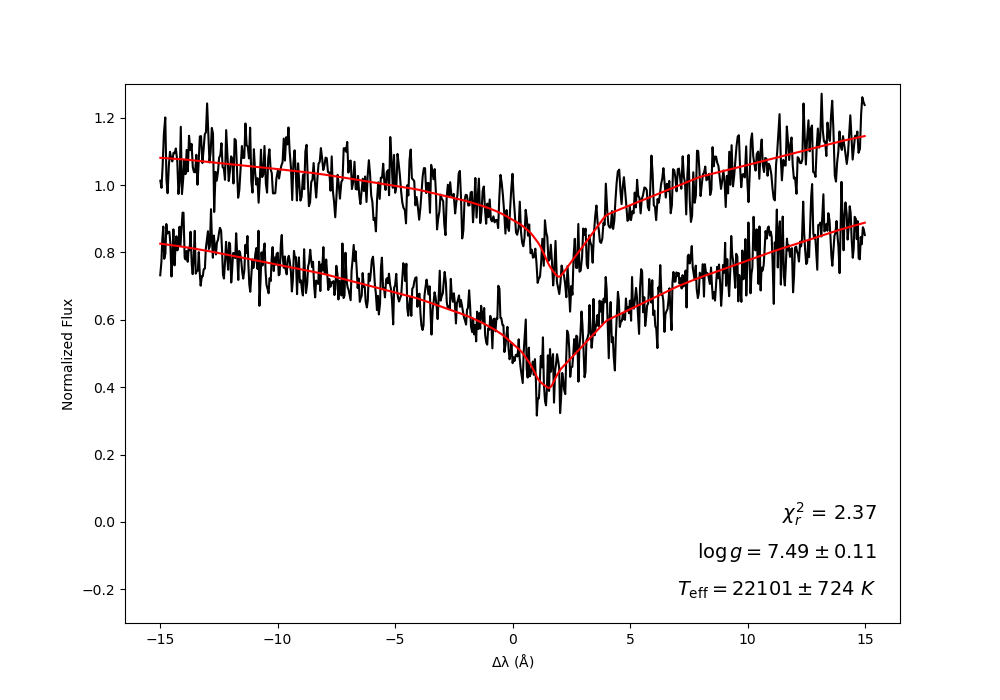 1.2
1.0
0.8
0.6
0.4
0.2
0.0
−0.2
Normalized Flux
χ²ᵣ = 2.37
log g = 7.49 ± 0.11
T_eff = 22101 ± 724 K
−15 −10 −5 0 5 10 15
Δλ (Å)